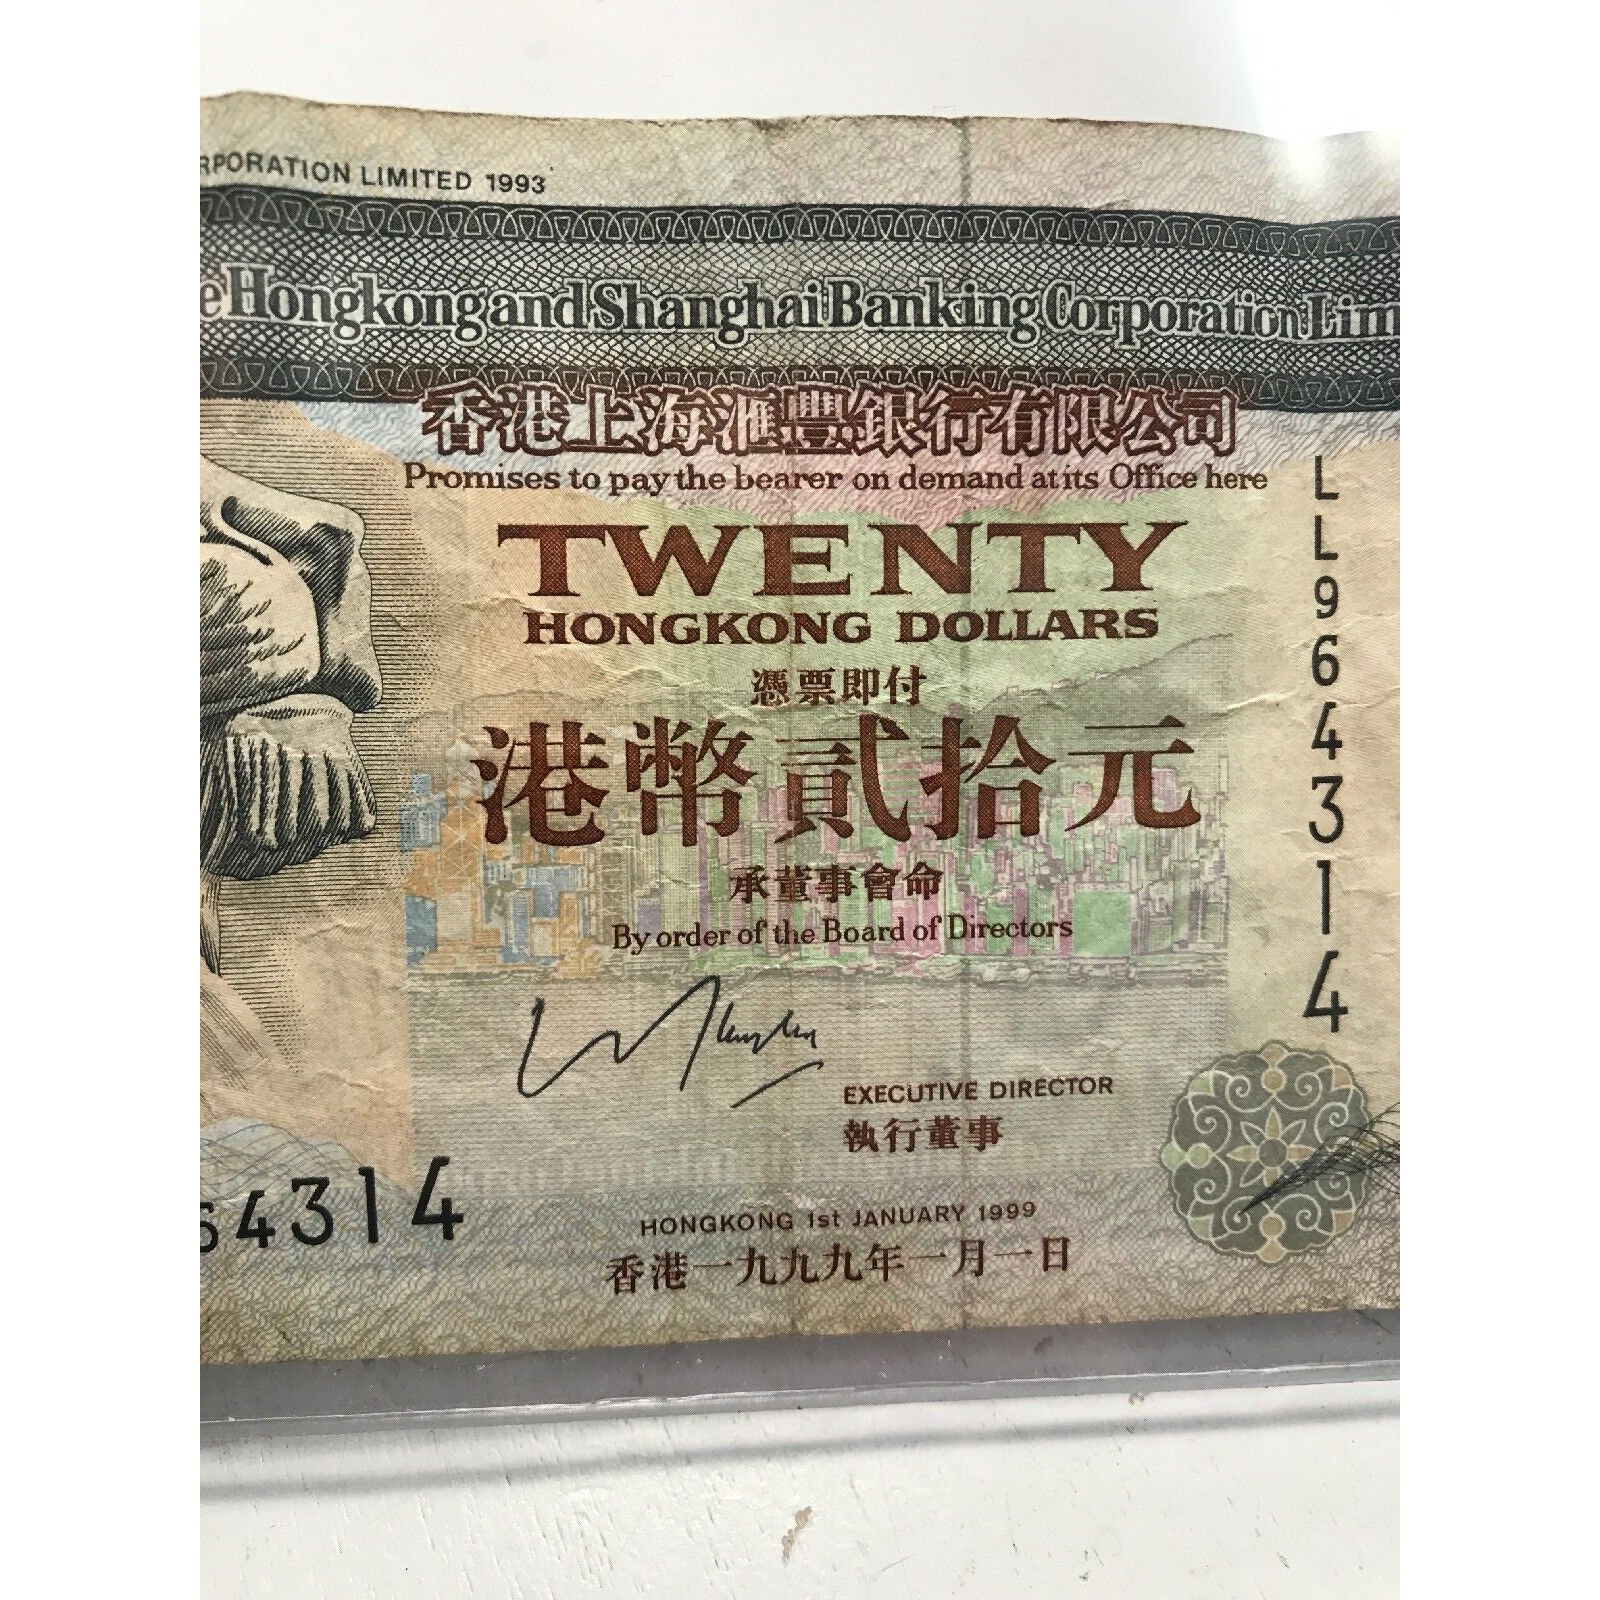 RPORATION LIMITED 1993
e Hongkong and Shanghai Banking Corporation Lim
香港上海滙豐銀行有限公司
Promises to pay the bearer on demand at its Office here
TWENTY
HONGKONG DOLLARS
憑票即付
港幣貳拾元
承董事會命
By order of the Board of Directors
EXECUTIVE DIRECTOR
執行董事
HONGKONG 1st JANUARY 1999
香港一九九九年一月一日
LL964314
64314